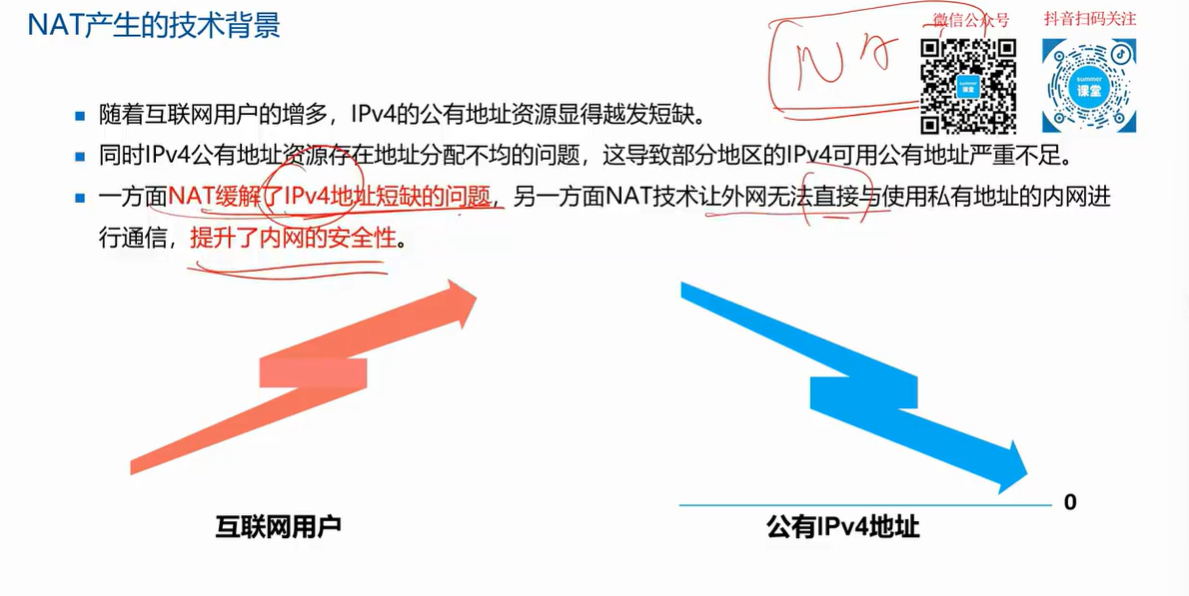 NAT产生的技术背景
微信公众号
抖音扫码关注
NA
summer
课堂
summer
课堂
随着互联网用户的增多，IPv4的公有地址资源显得越发短缺。
同时IPv4公有地址资源存在地址分配不均的问题，这导致部分地区的IPv4可用公有地址严重不足。
一方面NAT缓解了IPv4地址短缺的问题，另一方面NAT技术让外网无法直接与使用私有地址的内网进
行通信，提升了内网的安全性。
0
互联网用户
公有IPv4地址